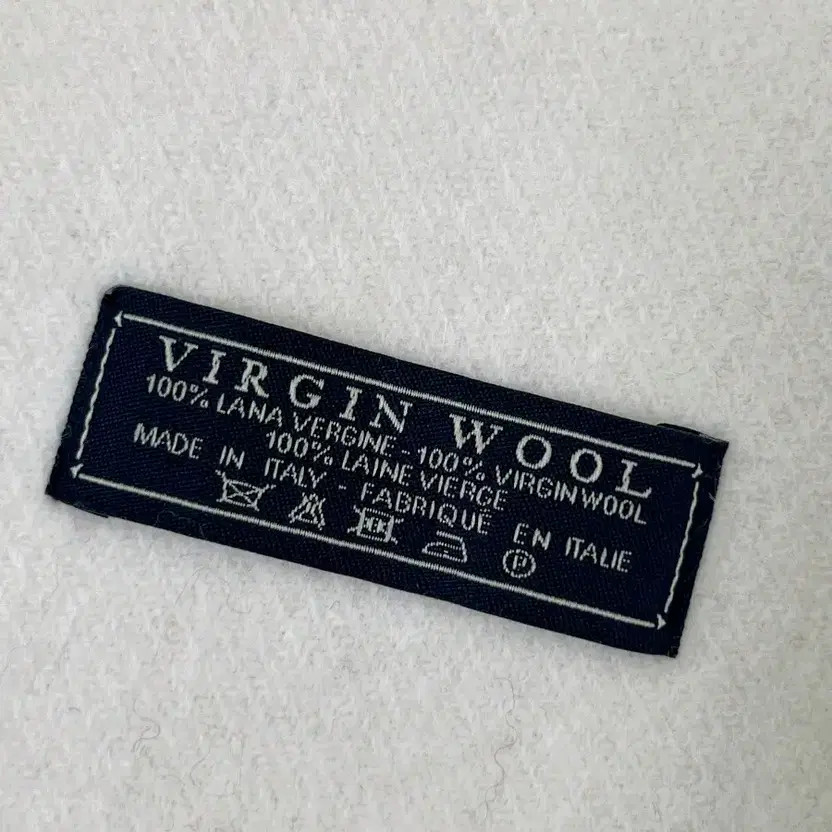 VIRGIN WOOL
100% LANA VERGINE - 100% VIRGIN WOOL
100% LAINE VIERGE
MADE IN ITALY - FABRIQUÉ EN ITALIE
P